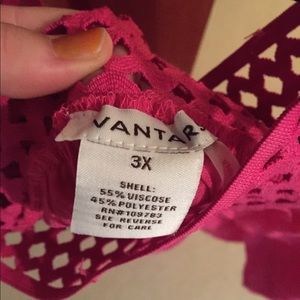 VANTAR
3X
SHELL:
55% VISCOSE
45% POLYESTER
RN#109783
SEE REVERSE
FOR CARE